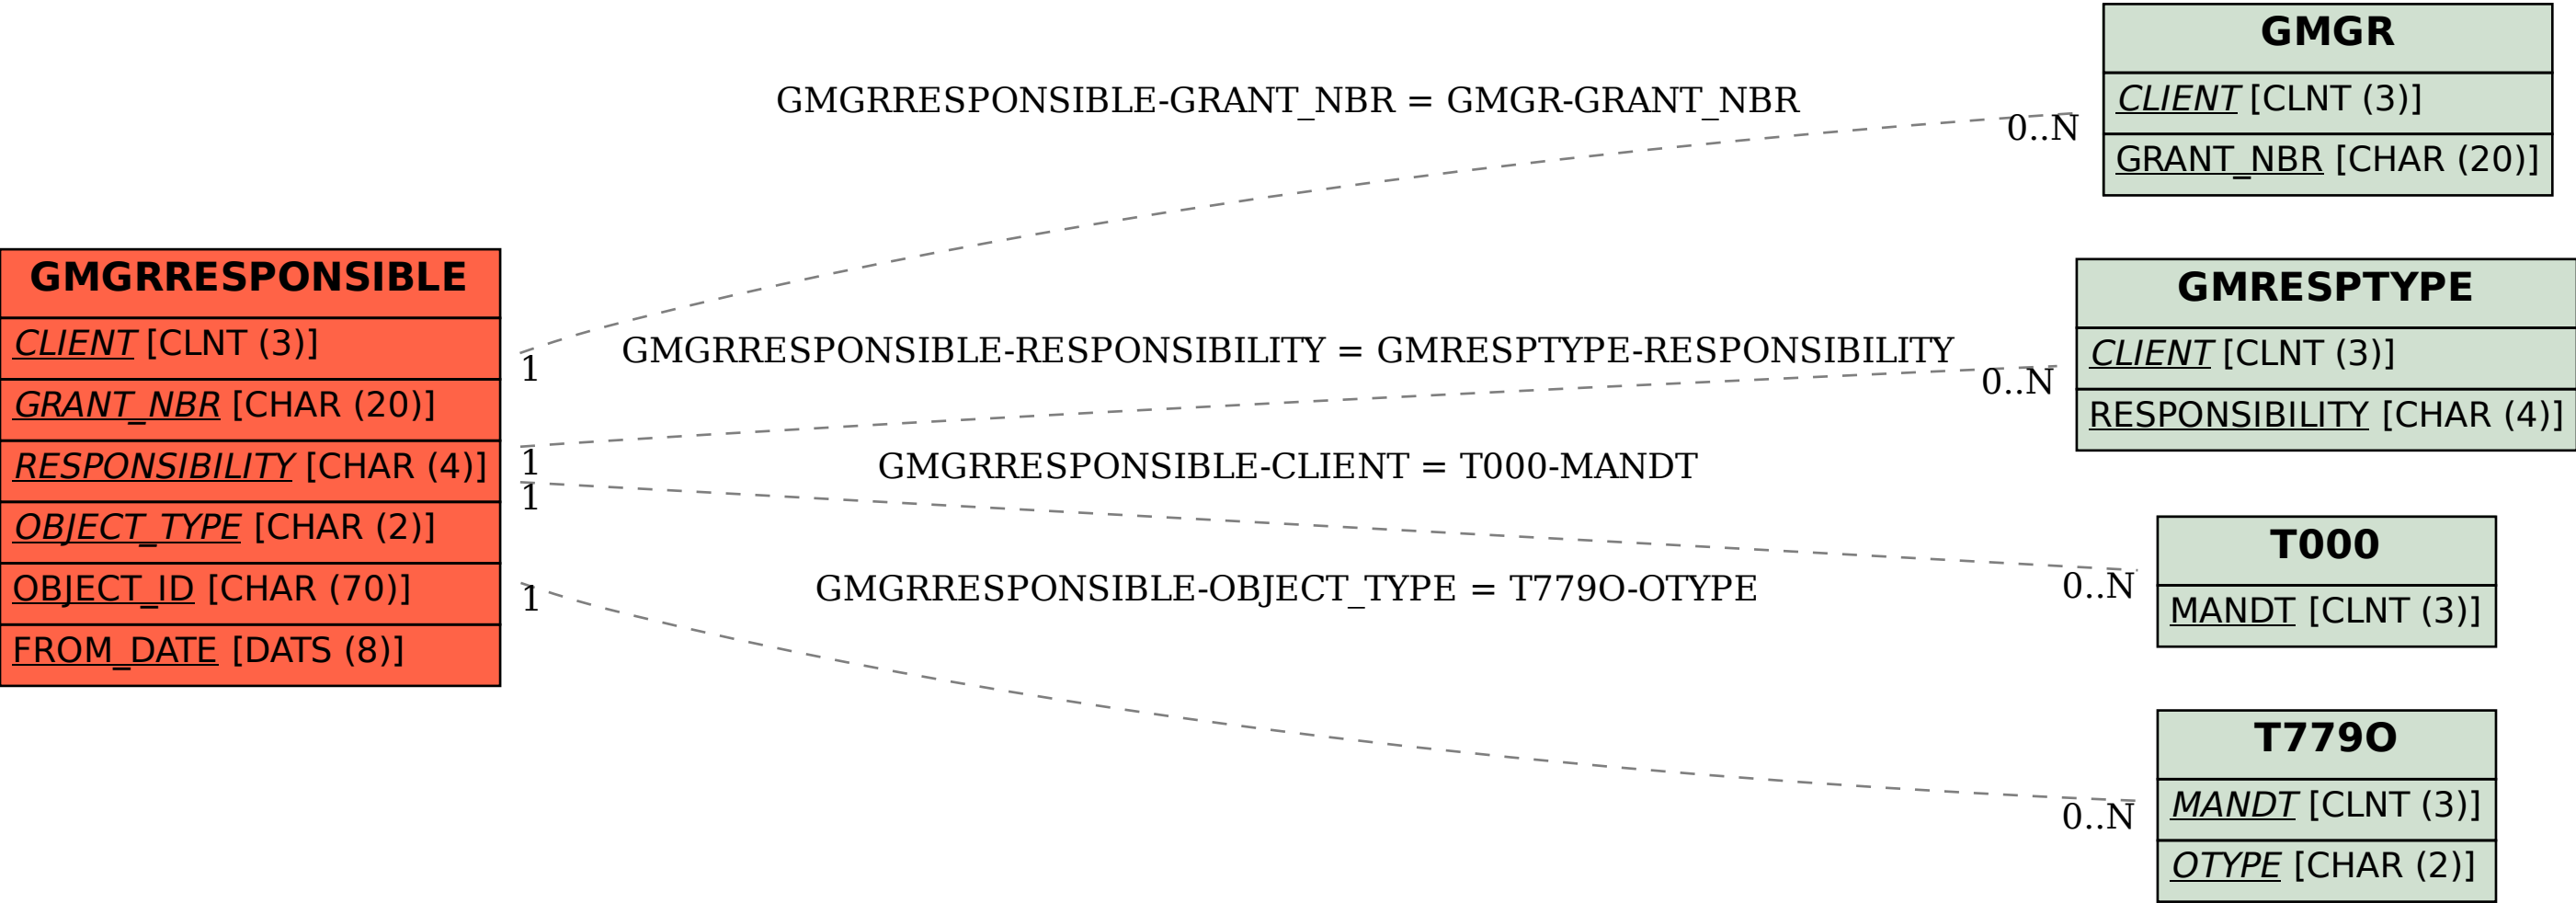 GMGRRESPONSIBLE
CLIENT [CLNT (3)]
GRANT_NBR [CHAR (20)]
RESPONSIBILITY [CHAR (4)]
OBJECT_TYPE [CHAR (2)]
OBJECT_ID [CHAR (70)]
FROM_DATE [DATS (8)]
GMGRRESPONSIBLE-GRANT_NBR = GMGR-GRANT_NBR
1
0..N
GMGRRESPONSIBLE-RESPONSIBILITY = GMRESPTYPE-RESPONSIBILITY
1
0..N
GMGRRESPONSIBLE-CLIENT = T000-MANDT
1
0..N
GMGRRESPONSIBLE-OBJECT_TYPE = T779O-OTYPE
1
0..N
GMGR
CLIENT [CLNT (3)]
GRANT_NBR [CHAR (20)]
GMRESPTYPE
CLIENT [CLNT (3)]
RESPONSIBILITY [CHAR (4)]
T000
MANDT [CLNT (3)]
T779O
MANDT [CLNT (3)]
OTYPE [CHAR (2)]